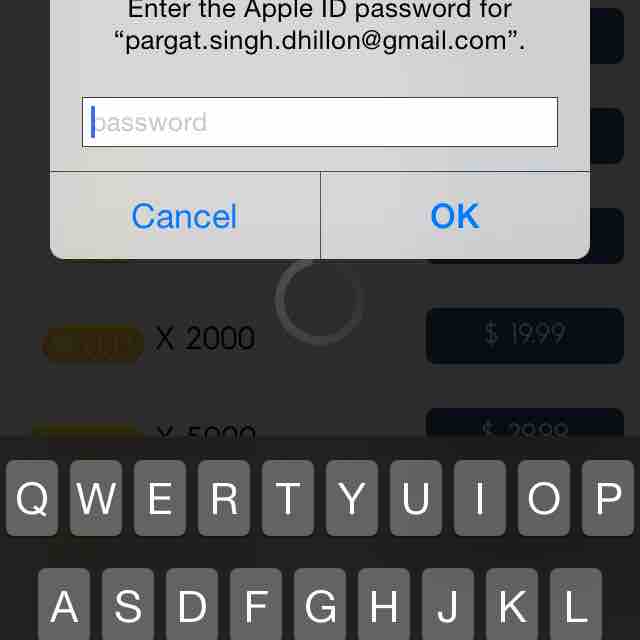 Enter the Apple ID password for
“pargat.singh.dhillon@gmail.com”.
password
Cancel
OK
X 2000
$ 19.99
X 5000
$ 29.99
Q W E R T Y U I O P
A S D F G H J K L